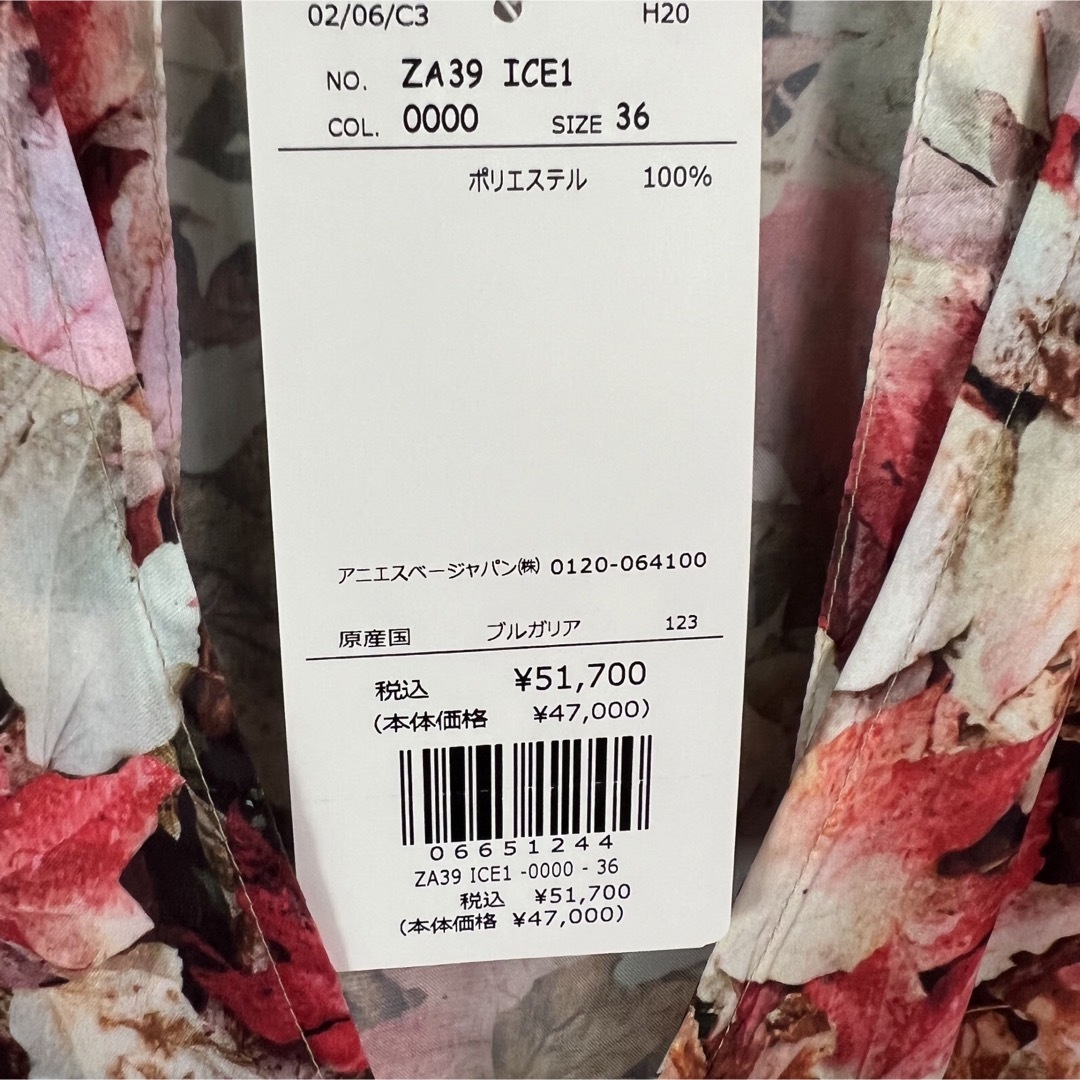 02/06/C3 H20
NO. ZA39 ICE1
COL. 0000 SIZE 36
ポリエステル 100%
アニエスベージャパン㈱ 0120-064100
原産国 ブルガリア 123
税込 ¥51,700
(本体価格 ¥47,000)
06651244
ZA39 ICE1 -0000 - 36
税込 ¥51,700
(本体価格 ¥47,000)